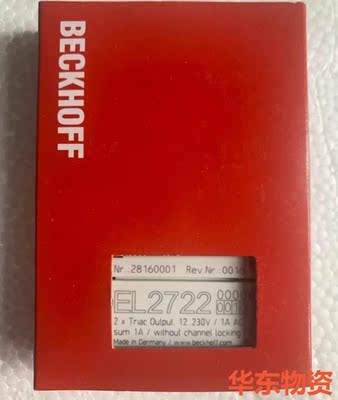 BECKHOFF
Nr.:28160001 Rev.Nr.:0016
EL2722
2 x Triac Output, 12..230V / 1A AC
sum 1A / without channel locking
Made in Germany / www.beckhoff.com
华东物资